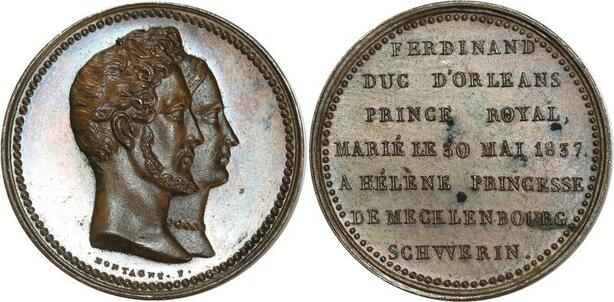 MONTAGNY. F.
FERDINAND
DUC D'ORLEANS
PRINCE ROYAL,
MARIÉ LE 30 MAI 1837.
A HÉLÈNE PRINCESSE
DE MECKLENBOURG
SCHWERIN.